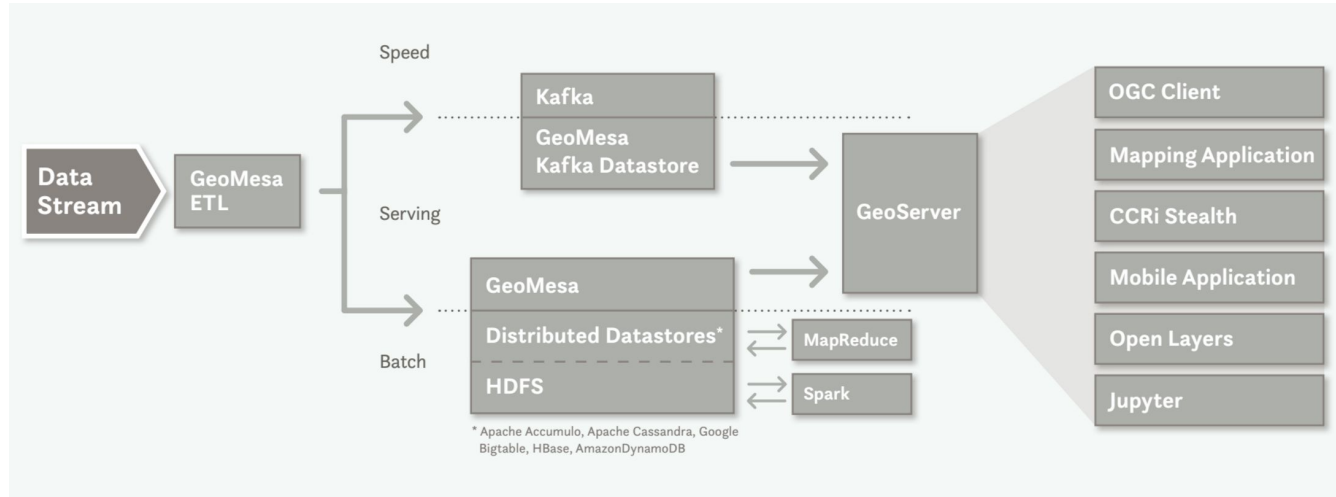 Speed
Kafka
GeoMesa
Kafka Datastore
Data
Stream
GeoMesa
ETL
Serving
GeoServer
GeoMesa
Distributed Datastores*
Batch
HDFS
MapReduce
Spark
* Apache Accumulo, Apache Cassandra, Google
Bigtable, HBase, AmazonDynamoDB
OGC Client
Mapping Application
CCRi Stealth
Mobile Application
Open Layers
Jupyter